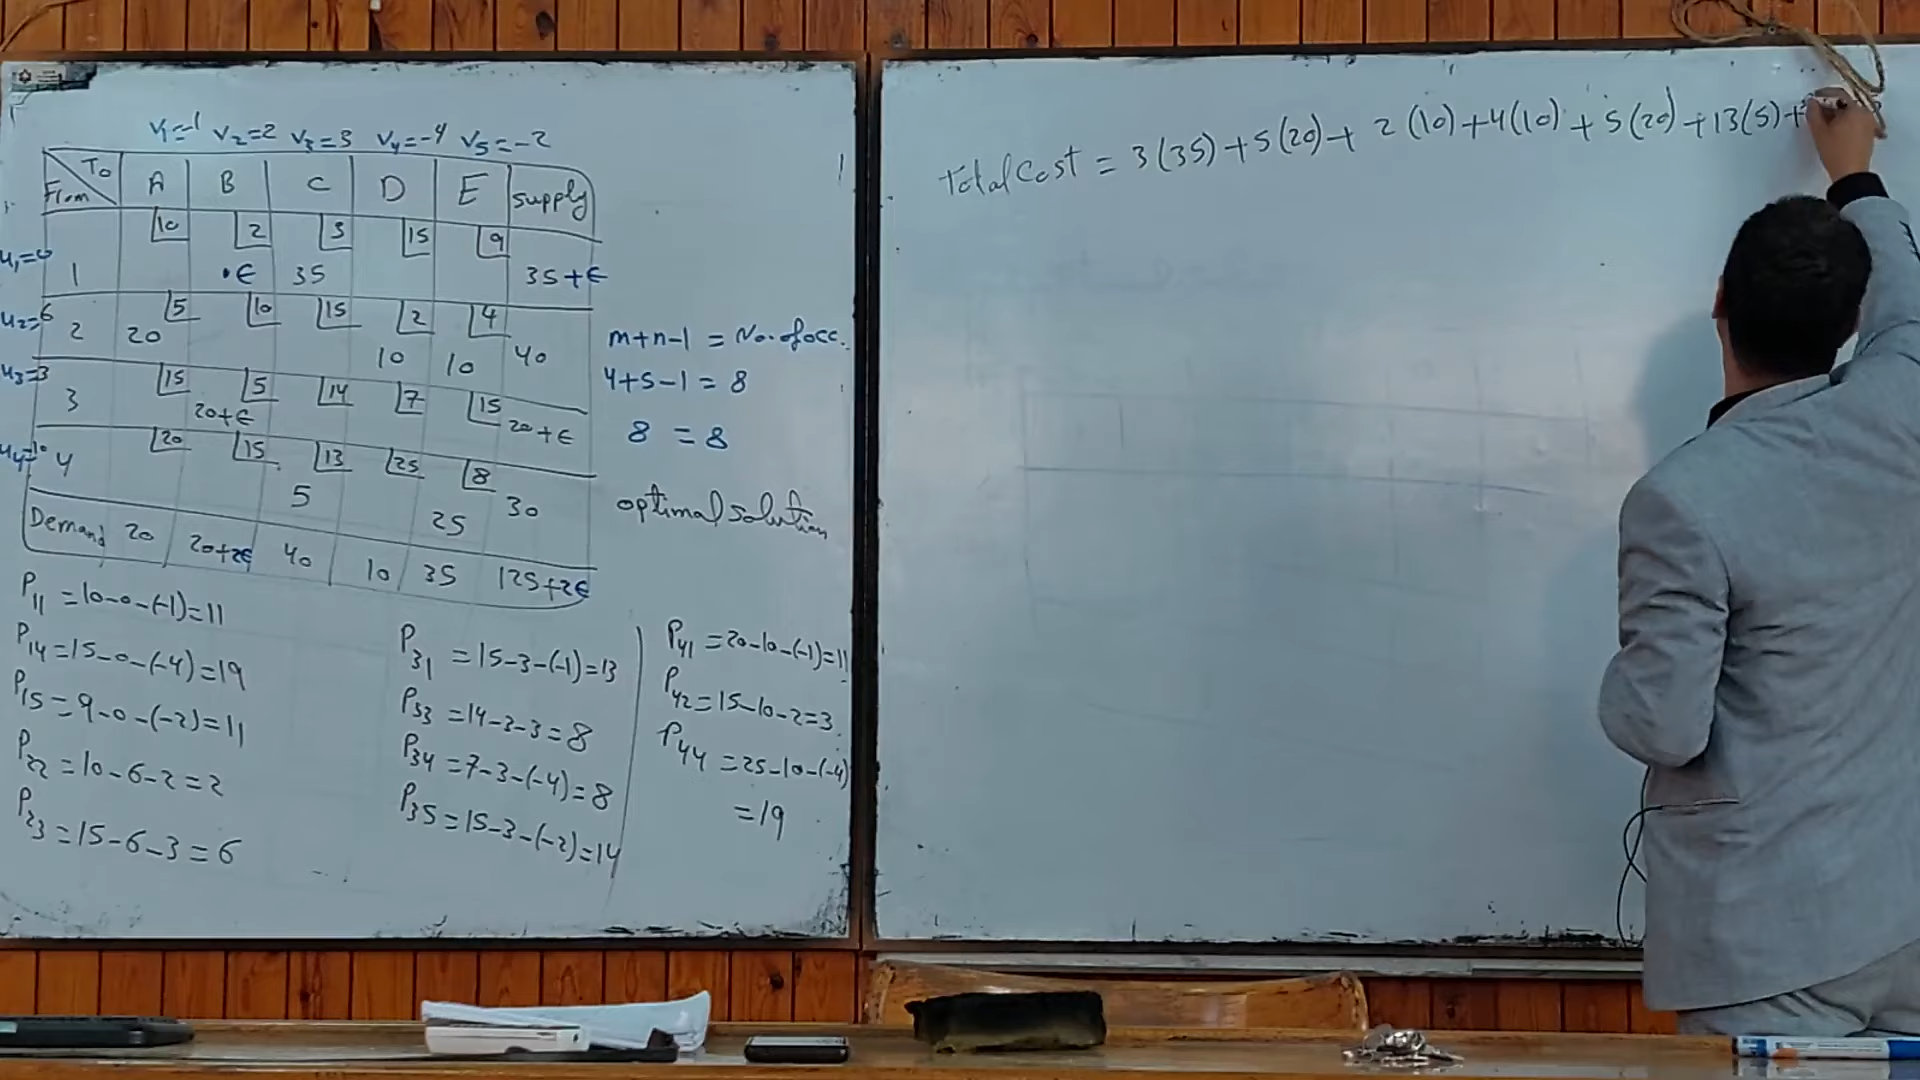 V₁=-1 V₂=2 V₃=3 V₄=-4 V₅=-2
To From A B C D E supply
10 2 3 15 9
u₁=0 1 ·ϵ 35 35+ϵ
5 10 15 2 4
u₂=6 2 20 10 10 40
15 5 14 7 15
u₃=3 3 20+ϵ 20+ϵ
20 15 13 25 8
u₄=10 4 5 25 30
Demand 20 20+2ϵ 40 10 35 125+2ϵ
m+n-1 = No. of occ.
4+5-1 = 8
8 = 8
optimal solution
P₁₁ = 10-0-(-1)=11
P₁₄ = 15-0-(-4)=19
P₁₅ = 9-0-(-2)=11
P₂₂ = 10-6-2=2
P₂₃ = 15-6-3=6
P₃₁ = 15-3-(-1)=13
P₃₃ = 14-3-3=8
P₃₄ = 7-3-(-4)=8
P₃₅ = 15-3-(-2)=14
P₄₁ = 20-10-(-1)=11
P₄₂ = 15-10-2=3
P₄₄ = 25-10-(-4)
=19
Total Cost = 3(35)+5(20)+2(10)+4(10)+5(20)+13(5)+